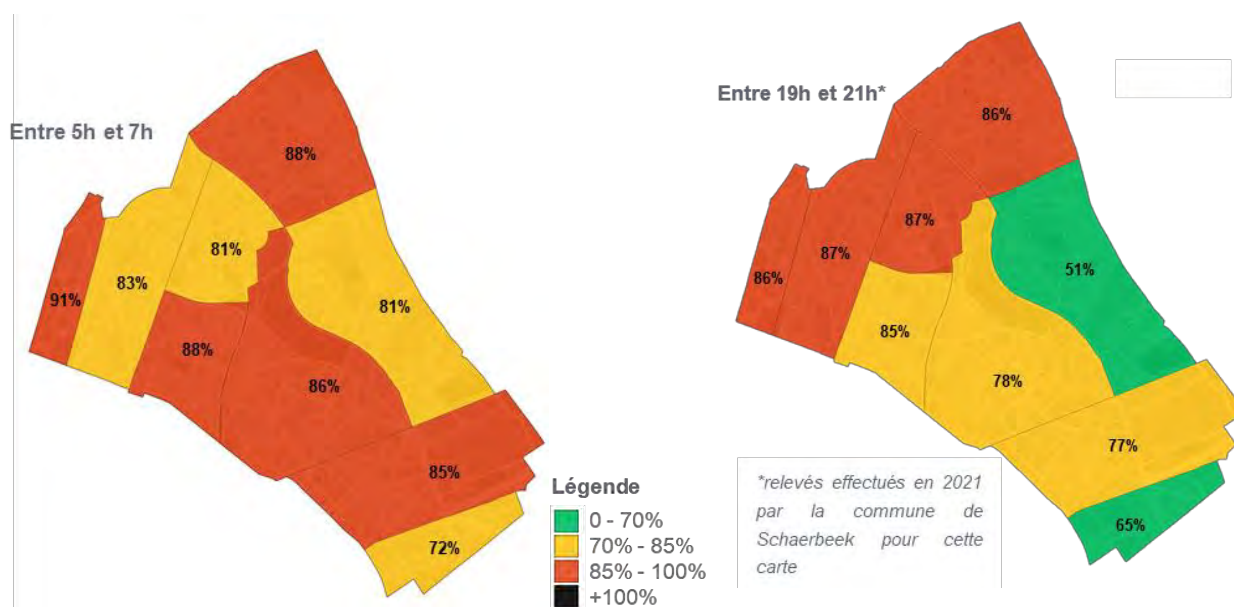 Entre 5h et 7h
88%
81%
83%
91%
81%
88%
86%
85%
72%
Légende
0 - 70%
70% - 85%
85% - 100%
+100%
Entre 19h et 21h*
86%
87%
87%
86%
51%
85%
78%
77%
65%
*relevés effectués en 2021
par la commune de
Schaerbeek pour cette
carte